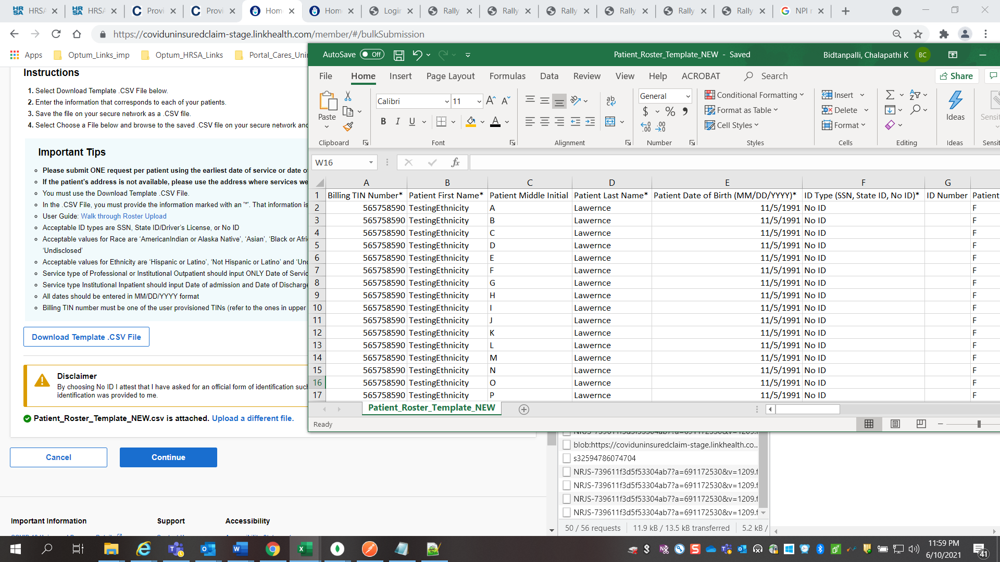 HRSA HRSA Provi Provi Hom Hom Login Rally Rally Rally Rally Rally Rally NPI
https://coviduninsuredclaim-stage.linkhealth.com/member/#/bulkSubmission
Apps Optum_Links_imp Optum_HRSA_Links Portal_Cares_Uni
Instructions
1. Select Download Template .CSV File below.
2. Enter the information that corresponds to each of your patients.
3. Save the file on your secure network as a .CSV file.
4. Select Choose a File below and browse to the saved .CSV file on your secure network and
Important Tips
Please submit ONE request per patient using the earliest date of service or date o
If the patient's address is not available, please use the address where services we
You must use the Download Template .CSV File.
In the .CSV File, you must provide the information marked with an '*'. That information is
User Guide: Walk through Roster Upload
Acceptable ID types are SSN, State ID/Driver's License, or No ID
Acceptable values for Race are ‘AmericanIndian or Alaska Native’, ‘Asian’, ‘Black or Afri
‘Undisclosed’
Acceptable values for Ethnicity are ‘Hispanic or Latino’, ‘Not Hispanic or Latino’ and ‘Un
Service type of Professional or Institutional Outpatient should input ONLY Date of Servic
Service type Institutional Inpatient should input Date of admission and Date of Discharge
All dates should be entered in MM/DD/YYYY format
Billing TIN number must be one of the user provisioned TINs (refer to the ones in upper
Download Template .CSV File
Disclaimer
By choosing No ID I attest that I have asked for an official form of identification suc
identification was provided to me.
Patient_Roster_Template_NEW.csv is attached. Upload a different file.
Cancel Continue
Important Information Support Accessibility
AutoSave Off Patient_Roster_Template_NEW - Saved Bidtanpalli, Chalapathi K BC
File Home Insert Page Layout Formulas Data Review View Help ACROBAT Search Share
Calibri 11 General Conditional Formatting Insert
Paste Format as Table Delete Ideas Sensit
B I U Cell Styles Format
Clipboard Font Alignment Number Styles Cells Editing Ideas Sensit
W16 fx
A B C D E F G
1 Billing TIN Number* Patient First Name* Patient Middle Initial Patient Last Name* Patient Date of Birth (MM/DD/YYYY)* ID Type (SSN, State ID, No ID)* ID Number Patient
2 565758590 TestingEthnicity A Lawernce 11/5/1991 No ID F
3 565758590 TestingEthnicity B Lawernce 11/5/1991 No ID F
4 565758590 TestingEthnicity C Lawernce 11/5/1991 No ID F
5 565758590 TestingEthnicity D Lawernce 11/5/1991 No ID F
6 565758590 TestingEthnicity E Lawernce 11/5/1991 No ID F
7 565758590 TestingEthnicity F Lawernce 11/5/1991 No ID F
8 565758590 TestingEthnicity G Lawernce 11/5/1991 No ID F
9 565758590 TestingEthnicity H Lawernce 11/5/1991 No ID F
10 565758590 TestingEthnicity I Lawernce 11/5/1991 No ID F
11 565758590 TestingEthnicity J Lawernce 11/5/1991 No ID F
12 565758590 TestingEthnicity K Lawernce 11/5/1991 No ID F
13 565758590 TestingEthnicity L Lawernce 11/5/1991 No ID F
14 565758590 TestingEthnicity M Lawernce 11/5/1991 No ID F
15 565758590 TestingEthnicity N Lawernce 11/5/1991 No ID F
16 565758590 TestingEthnicity O Lawernce 11/5/1991 No ID F
17 565758590 TestingEthnicity P Lawernce 11/5/1991 No ID F
Patient_Roster_Template_NEW
Ready
blob:https://coviduninsuredclaim-stage.linkhealth.co...
s32594786074704
NRJS-739611f3d5f53304ab7?a=691172530&v=1209.f
NRJS-739611f3d5f53304ab7?a=691172530&v=1209.f
NRJS-739611f3d5f53304ab7?a=691172530&v=1209.f
NRJS-739611f3d5f53304ab7?a=691172530&v=1209.f
50 / 56 requests 11.9 kB / 13.5 kB transferred 5.2 kB /
11:59 PM
6/10/2021
41